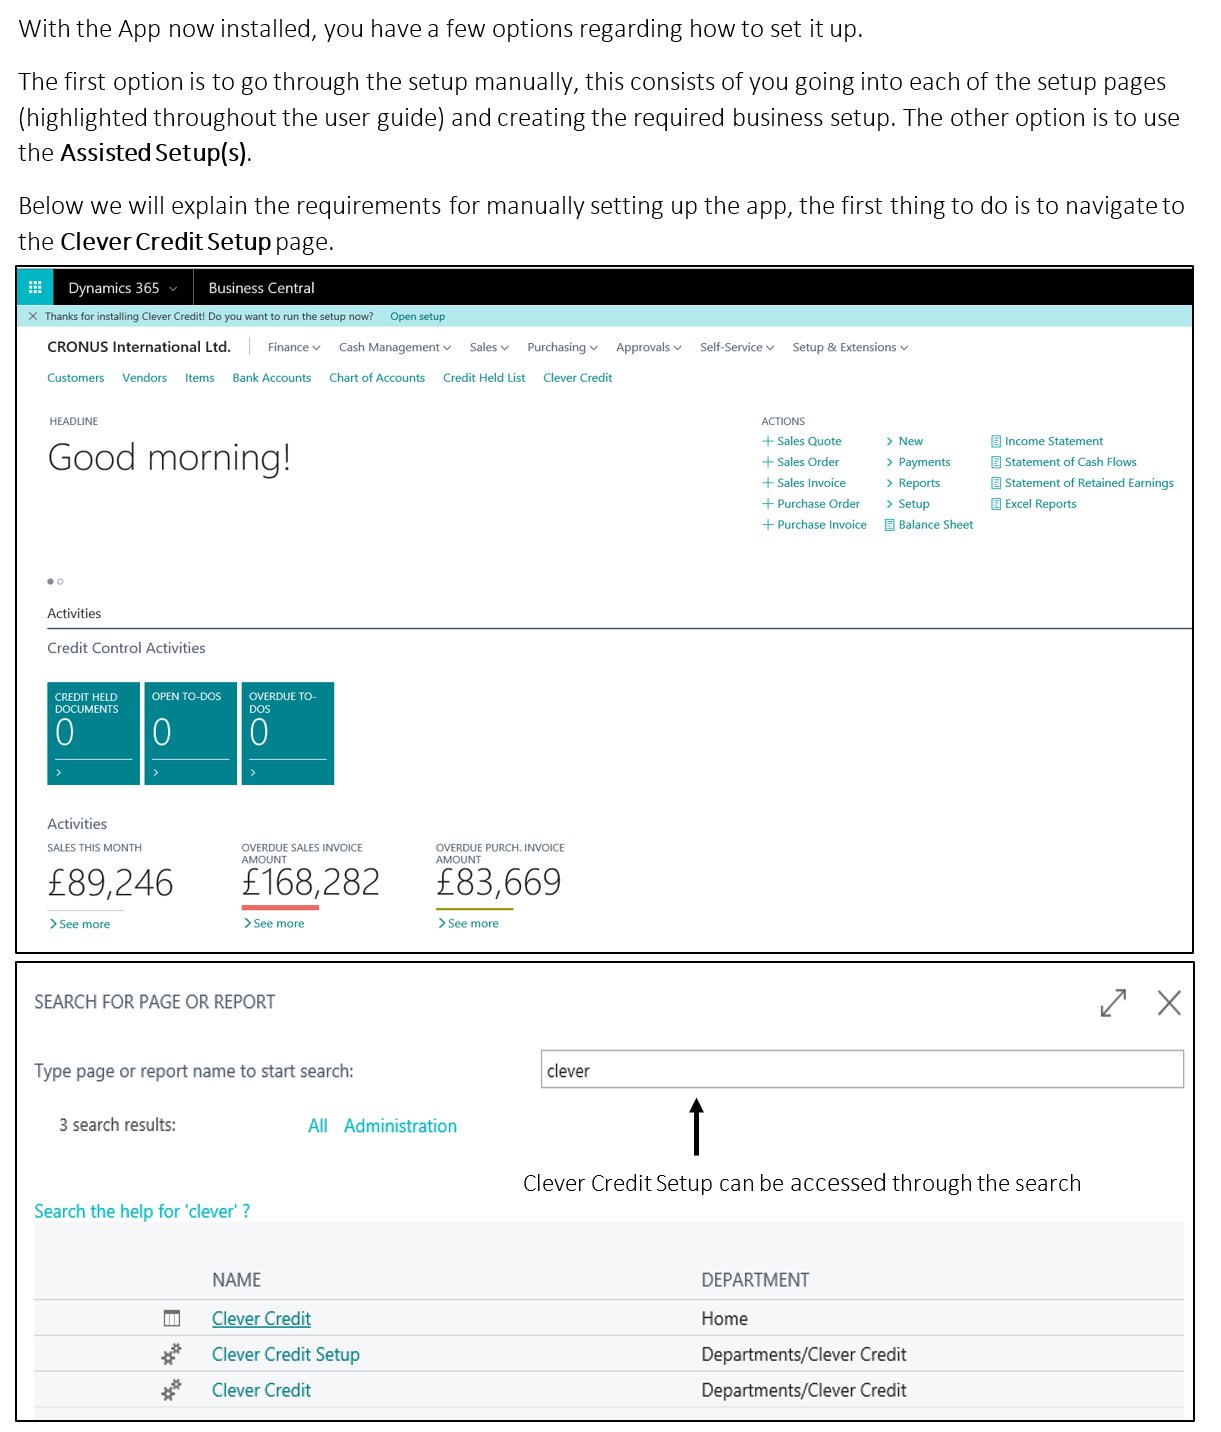 With the App now installed, you have a few options regarding how to set it up.
The first option is to go through the setup manually, this consists of you going into each of the setup pages
(highlighted throughout the user guide) and creating the required business setup. The other option is to use
the Assisted Setup(s).
Below we will explain the requirements for manually setting up the app, the first thing to do is to navigate to
the Clever Credit Setup page.
Dynamics 365 Business Central
Thanks for installing Clever Credit! Do you want to run the setup now? Open setup
CRONUS International Ltd. Finance Cash Management Sales Purchasing Approvals Self-Service Setup & Extensions
Customers Vendors Items Bank Accounts Chart of Accounts Credit Held List Clever Credit
HEADLINE
Good morning!
ACTIONS
Sales Quote New Income Statement
Sales Order Payments Statement of Cash Flows
Sales Invoice Reports Statement of Retained Earnings
Purchase Order Setup Excel Reports
Purchase Invoice Balance Sheet
Activities
Credit Control Activities
CREDIT HELD
DOCUMENTS
0
OPEN TO-DOS
0
OVERDUE TO-
DOS
0
Activities
SALES THIS MONTH
£89,246
See more
OVERDUE SALES INVOICE
AMOUNT
£168,282
See more
OVERDUE PURCH. INVOICE
AMOUNT
£83,669
See more
SEARCH FOR PAGE OR REPORT
Type page or report name to start search: clever
3 search results: All Administration
Clever Credit Setup can be accessed through the search
Search the help for 'clever' ?
NAME DEPARTMENT
Clever Credit Home
Clever Credit Setup Departments/Clever Credit
Clever Credit Departments/Clever Credit